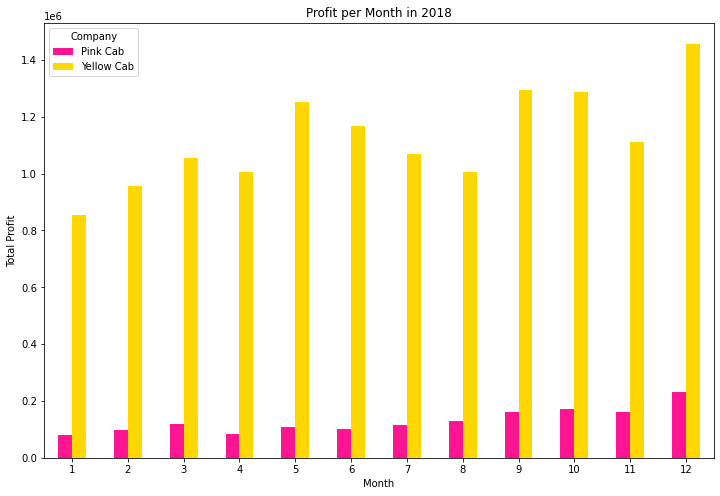 Profit per Month in 2018
1e6
Company
Pink Cab
Yellow Cab
Total Profit
1.4
1.2
1.0
0.8
0.6
0.4
0.2
0.0
1 2 3 4 5 6 7 8 9 10 11 12
Month